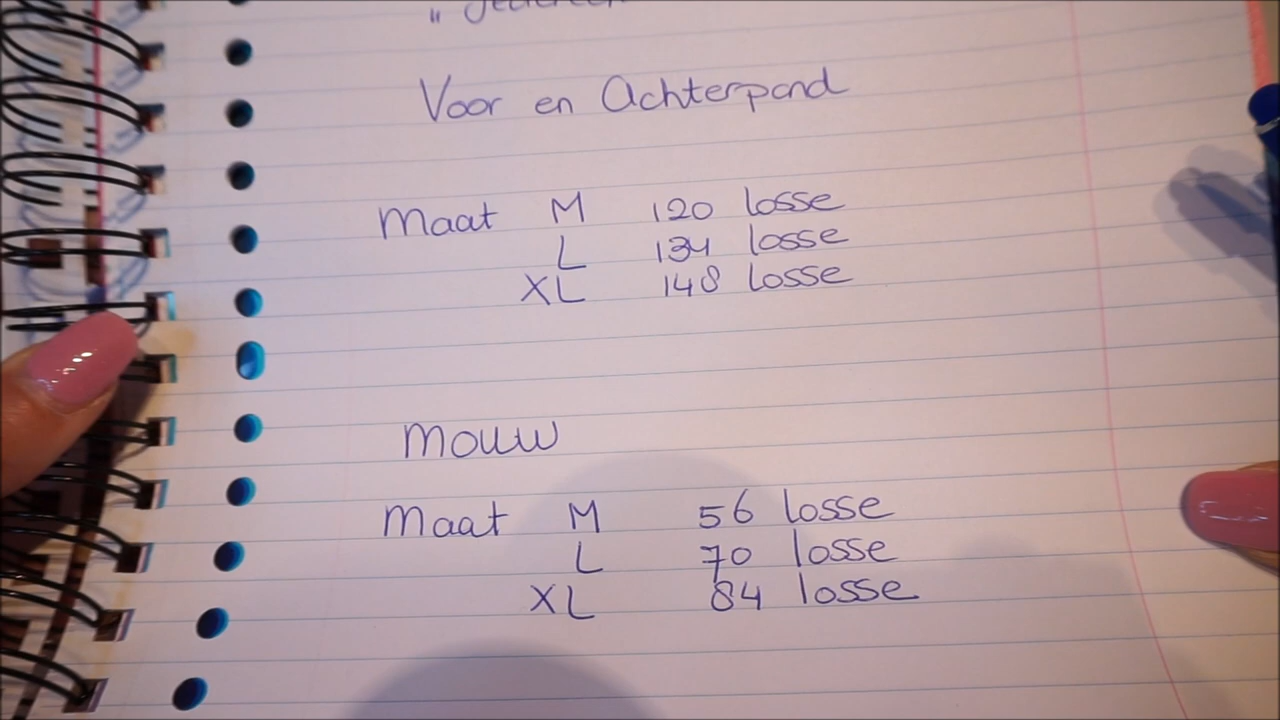 Voor en Achterpand
Maat M 120 losse
L 134 losse
XL 148 losse
Mouw
Maat M 56 losse
L 70 losse
XL 84 losse